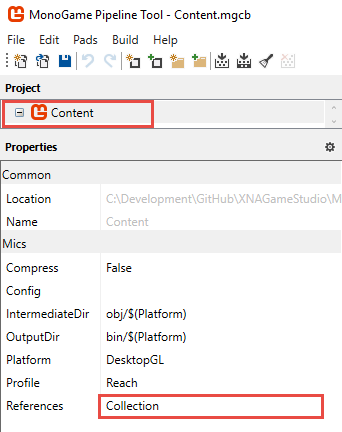 MonoGame Pipeline Tool - Content.mgcb
File Edit Pads Build Help
Project
Content
Properties
Common
Location C:\Development\GitHub\XNAGameStudio\M
Name Content
Mics
Compress False
Config
IntermediateDir obj/$(Platform)
OutputDir bin/$(Platform)
Platform DesktopGL
Profile Reach
References Collection